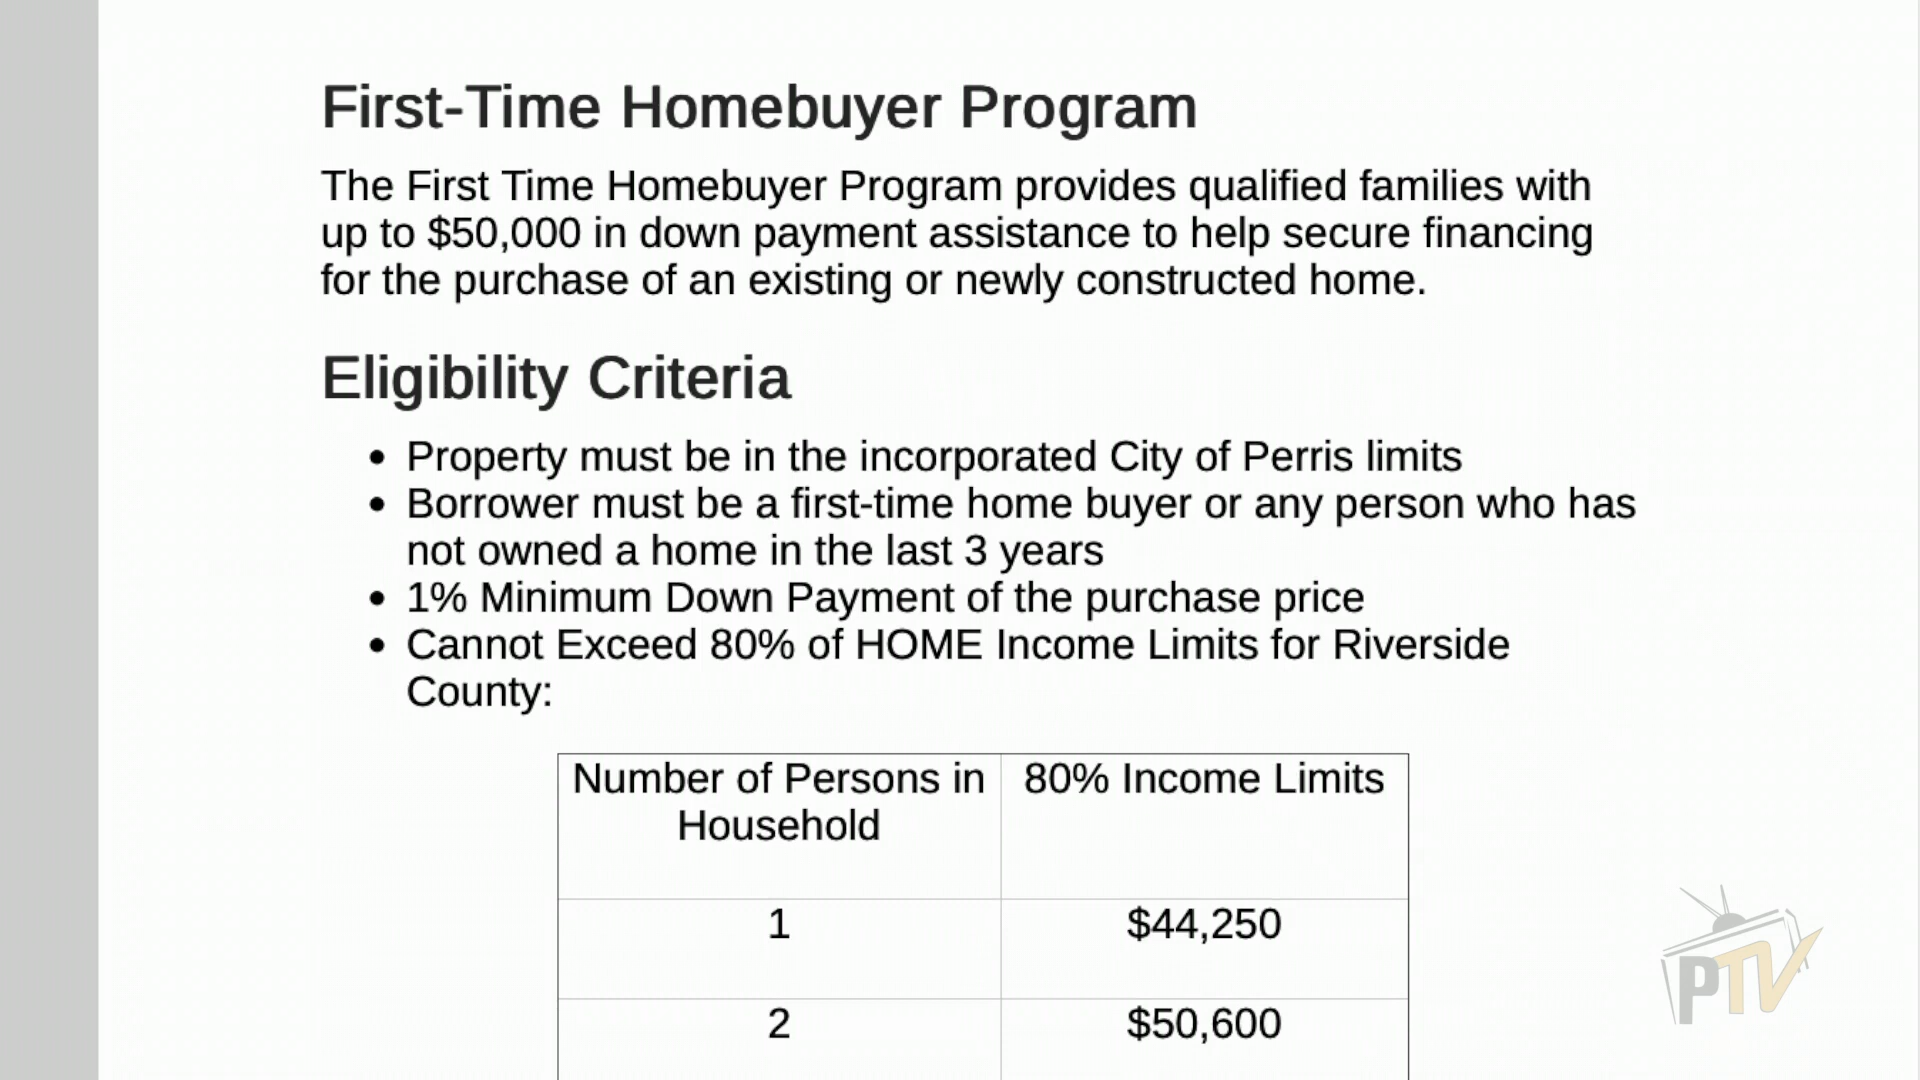 First-Time Homebuyer Program
The First Time Homebuyer Program provides qualified families with
up to $50,000 in down payment assistance to help secure financing
for the purchase of an existing or newly constructed home.
Eligibility Criteria
• Property must be in the incorporated City of Perris limits
• Borrower must be a first-time home buyer or any person who has
not owned a home in the last 3 years
• 1% Minimum Down Payment of the purchase price
• Cannot Exceed 80% of HOME Income Limits for Riverside
County:
Number of Persons in 80% Income Limits
Household
1 $44,250
2 $50,600
PTV